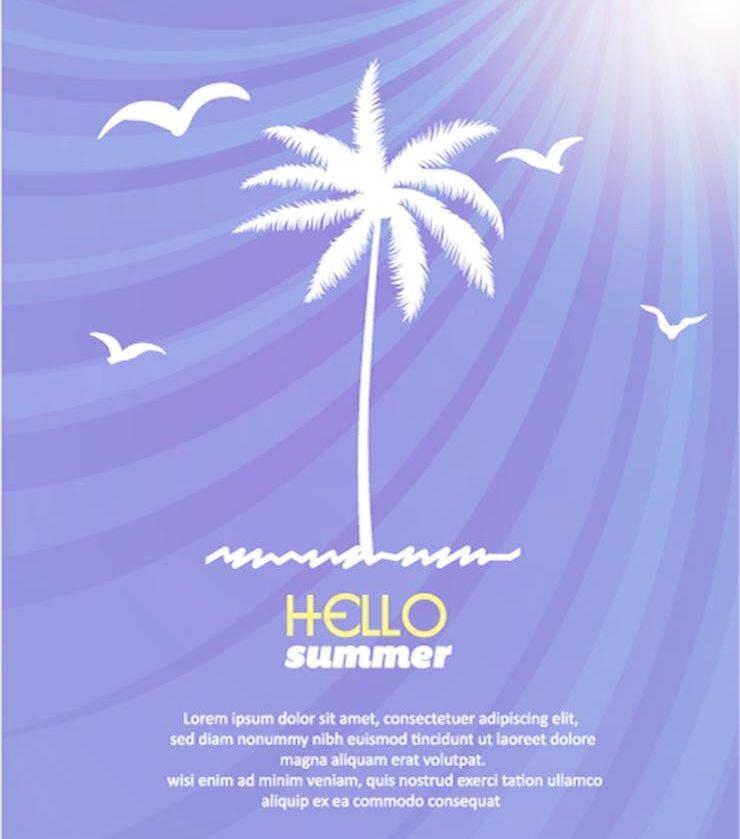 HELLO
summer
Lorem ipsum dolor sit amet, consectetuer adipiscing elit,
sed diam nonummy nibh euismod tincidunt ut laoreet dolore
magna aliquam erat volutpat.
wisi enim ad minim veniam, quis nostrud exerci tation ullamco
aliquip ex ea commodo consequat